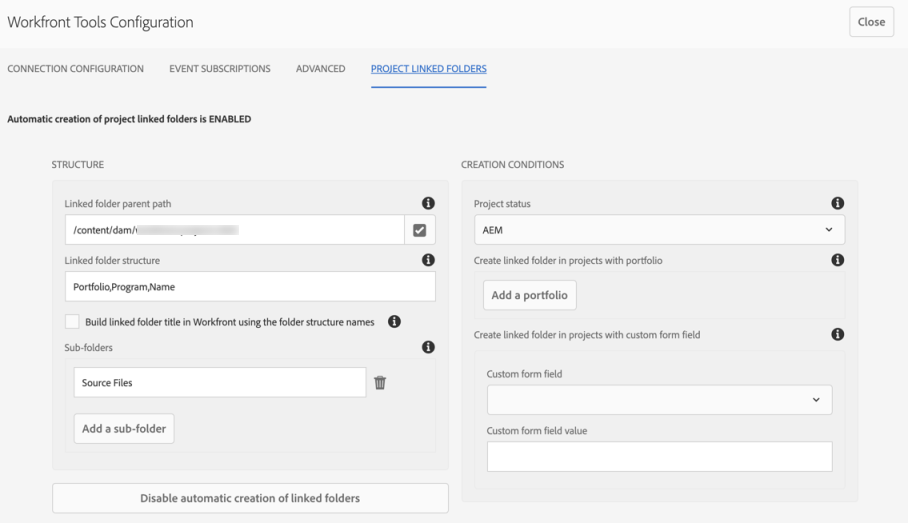 Workfront Tools Configuration
Close
CONNECTION CONFIGURATION
EVENT SUBSCRIPTIONS
ADVANCED
PROJECT LINKED FOLDERS
Automatic creation of project linked folders is ENABLED
STRUCTURE
Linked folder parent path
/content/dam/
Linked folder structure
Portfolio,Program,Name
Build linked folder title in Workfront using the folder structure names
Sub-folders
Source Files
Add a sub-folder
Disable automatic creation of linked folders
CREATION CONDITIONS
Project status
AEM
Create linked folder in projects with portfolio
Add a portfolio
Create linked folder in projects with custom form field
Custom form field
Custom form field value